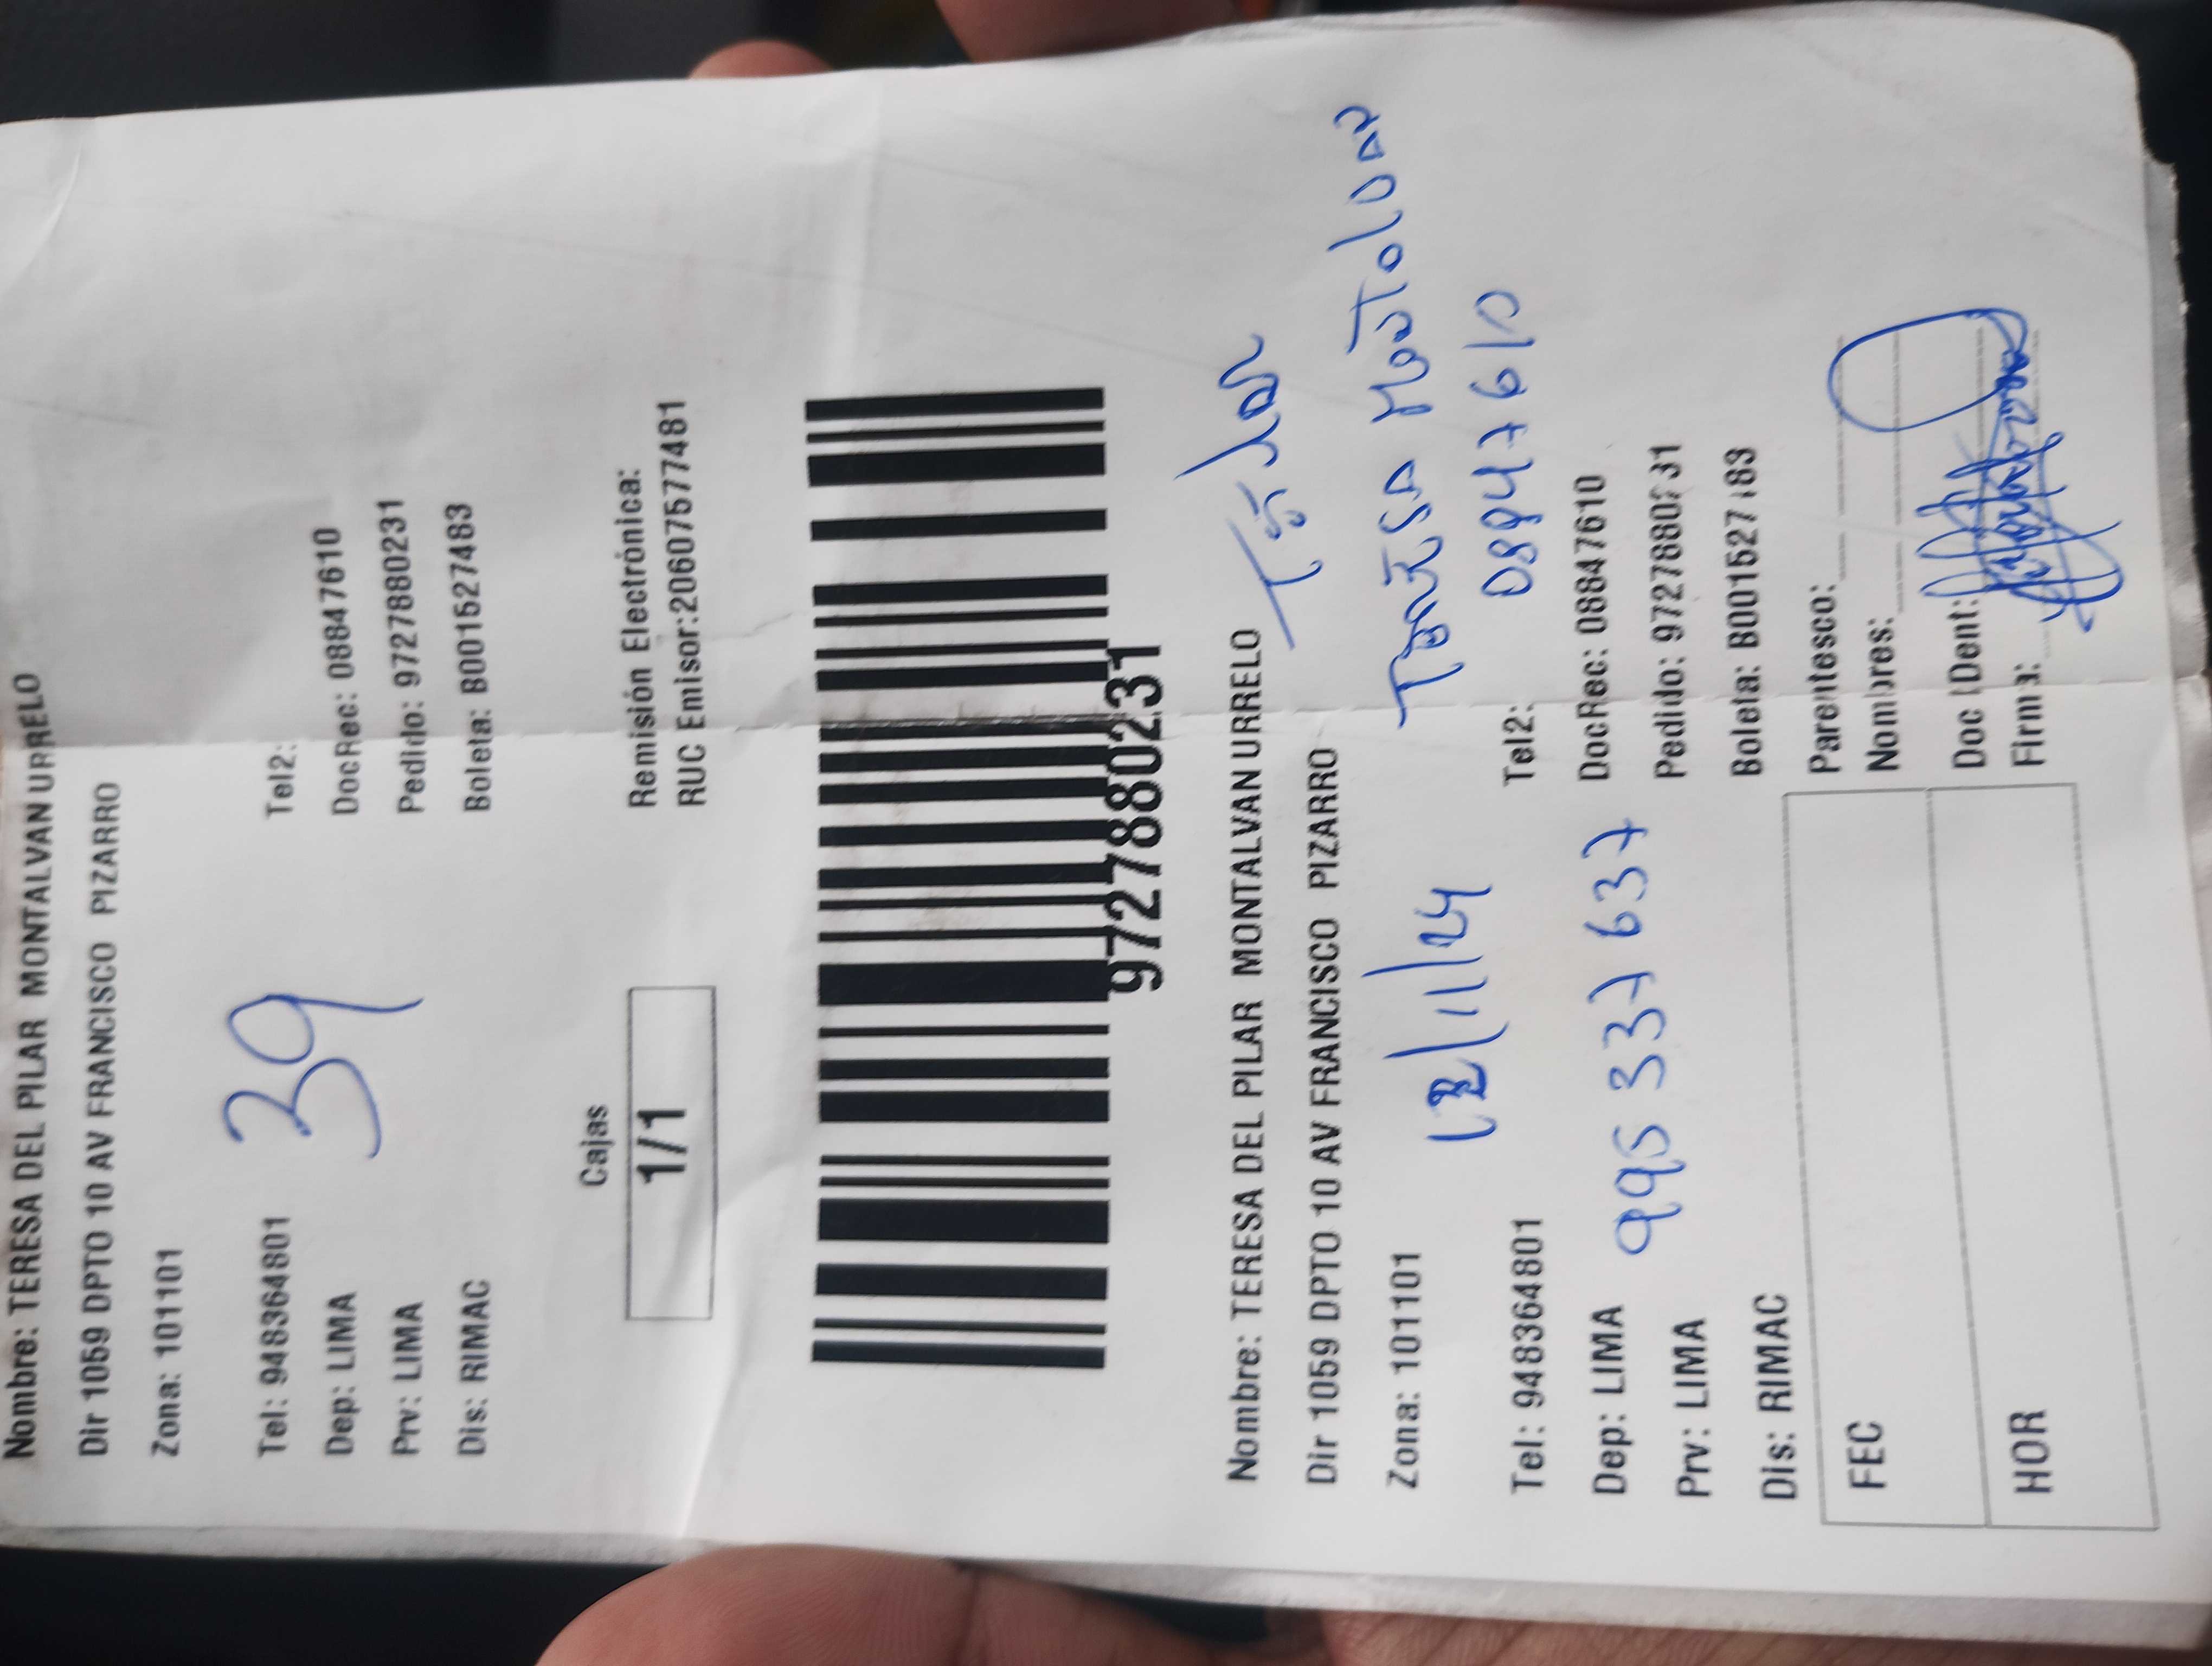 Nombre: TERESA DEL PILAR MONTALVAN URRELO
Dir 1059 DPTO 10 AV FRANCISCO PIZARRO
Zona: 101101
39
Tel: 948364801 Tel2:
Dep: LIMA DocRec: 08847610
Prv: LIMA Pedido: 9727880231
Dis: RIMAC Boleta: B001527483
Cajas
1/1
Remisión Electrónica:
RUC Emisor:20607577481
9727880231
Nombre: TERESA DEL PILAR MONTALVAN URRELO
Dir 1059 DPTO 10 AV FRANCISCO PIZARRO
Zona: 101101
12/11/24
08847610
Tel: 948364801 Tel2:
Dep: LIMA DocRec: 08847610
995 337 637
Prv: LIMA Pedido: 9727880231
Dis: RIMAC Boleta: B001527483
FEC
HOR
Parentesco:
Nombres:
Doc Ident:
Firma: